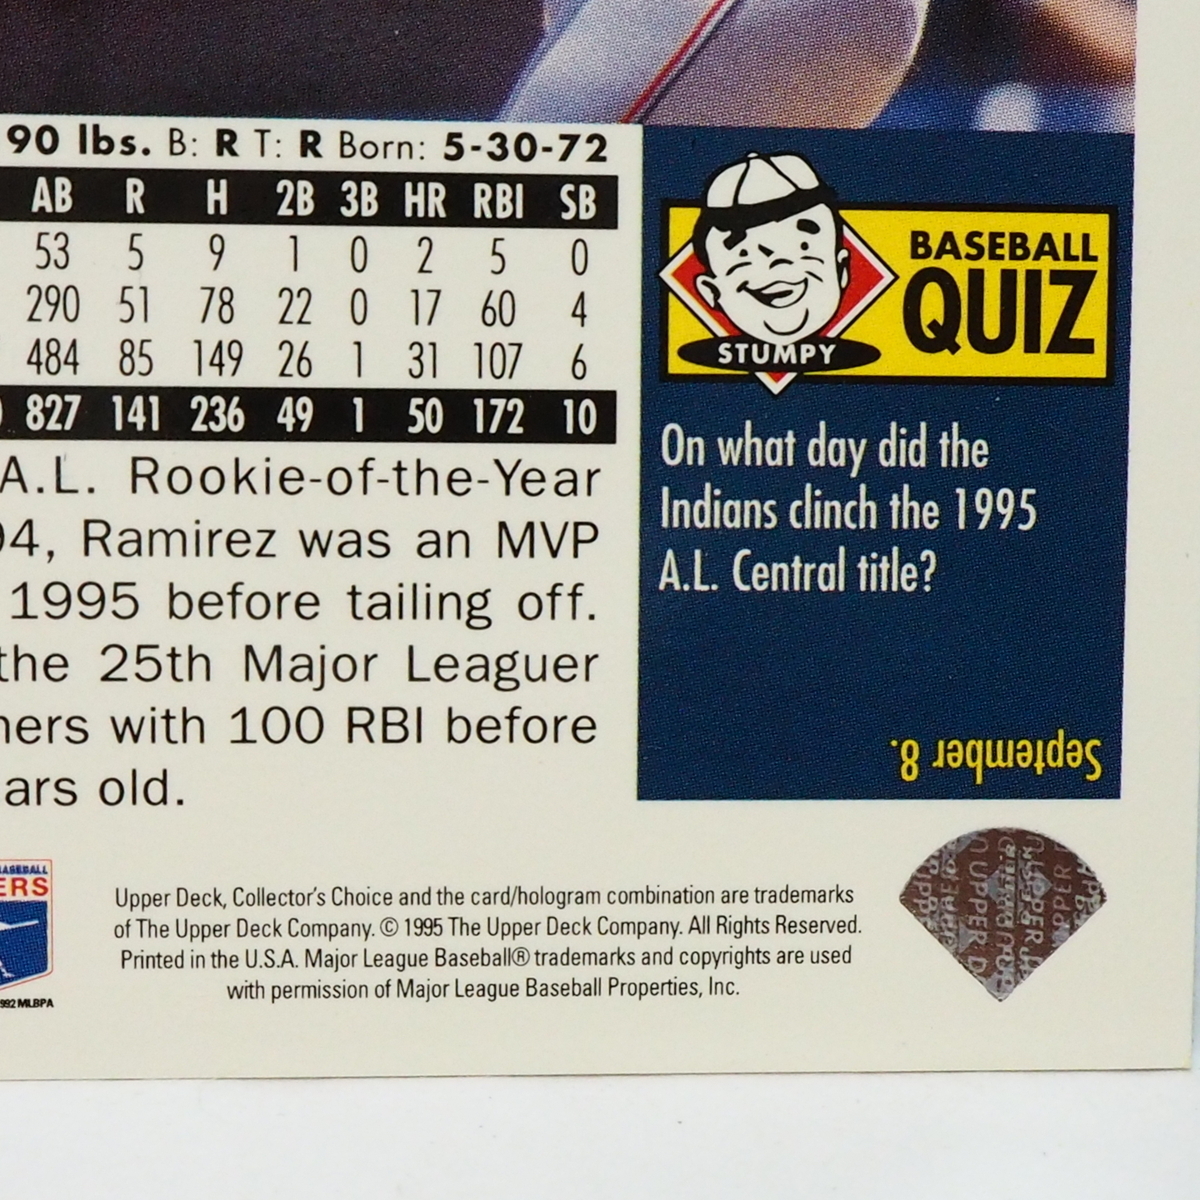 90 lbs. B: R T: R Born: 5-30-72
AB R H 2B 3B HR RBI SB
53 5 9 1 0 2 5 0
290 51 78 22 0 17 60 4
484 85 149 26 1 31 107 6
827 141 236 49 1 50 172 10
A.L. Rookie-of-the-Year
94, Ramirez was an MVP
1995 before tailing off.
the 25th Major Leaguer
with 100 RBI before
old.
STUMPY
BASEBALL
QUIZ
On what day did the
Indians clinch the 1995
A.L. Central title?
September 8.
BASEBALL
ERS
992 MLBPA
Upper Deck, Collector's Choice and the card/hologram combination are trademarks
of The Upper Deck Company. © 1995 The Upper Deck Company. All Rights Reserved.
Printed in the U.S.A. Major League Baseball® trademarks and copyrights are used
with permission of Major League Baseball Properties, Inc.
UPPER